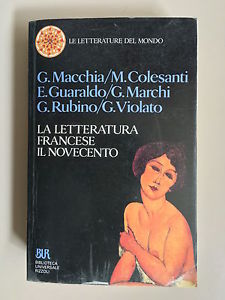 LE LETTERATURE DEL MONDO
G. Macchia/M. Colesanti
E. Guaraldo/G. Marchi
G. Rubino/G. Violato
LA LETTERATURA
FRANCESE
IL NOVECENTO
BUR
BIBLIOTECA
UNIVERSALE
RIZZOLI